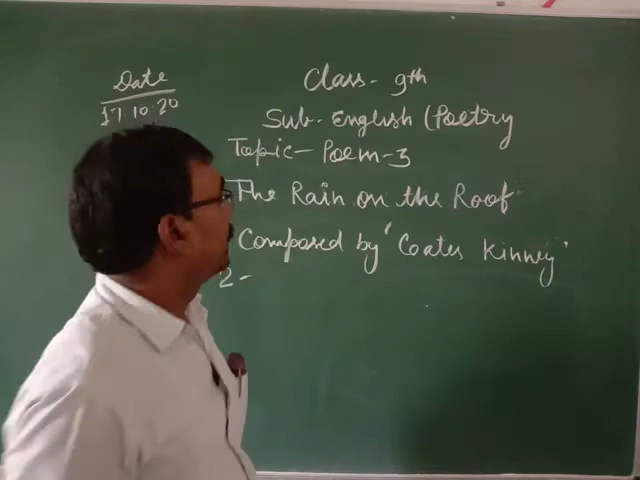 Date
17.10.20
Class - 9th
Sub - English (Poetry
Topic - Poem - 3
The Rain on the Roof
Composed by "Coates Kinney"
2 -